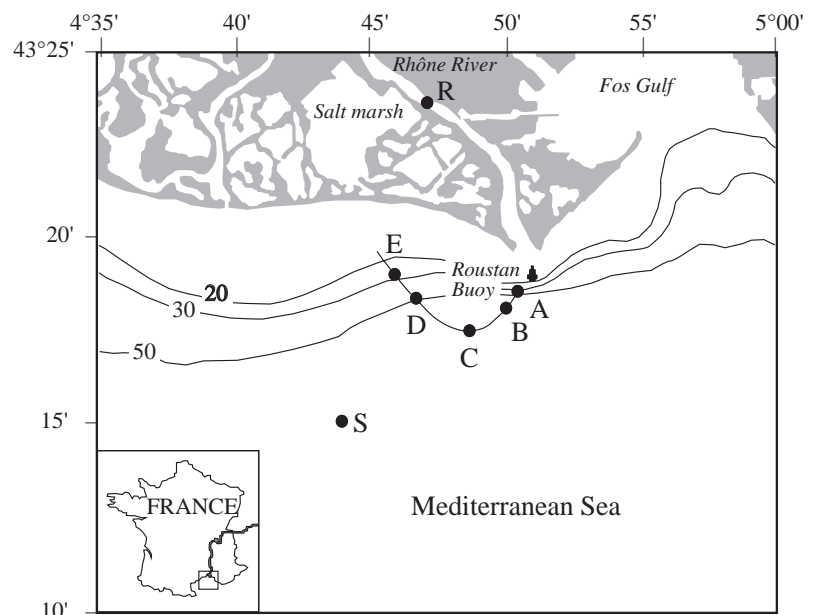 4°35' 40' 45' 50' 55' 5°00'
43°25'
Rhône River
R
Fos Gulf
Salt marsh
20'
E
Roustan
Buoy
20
30
A
D
B
C
50
15'
S
FRANCE
Mediterranean Sea
10'